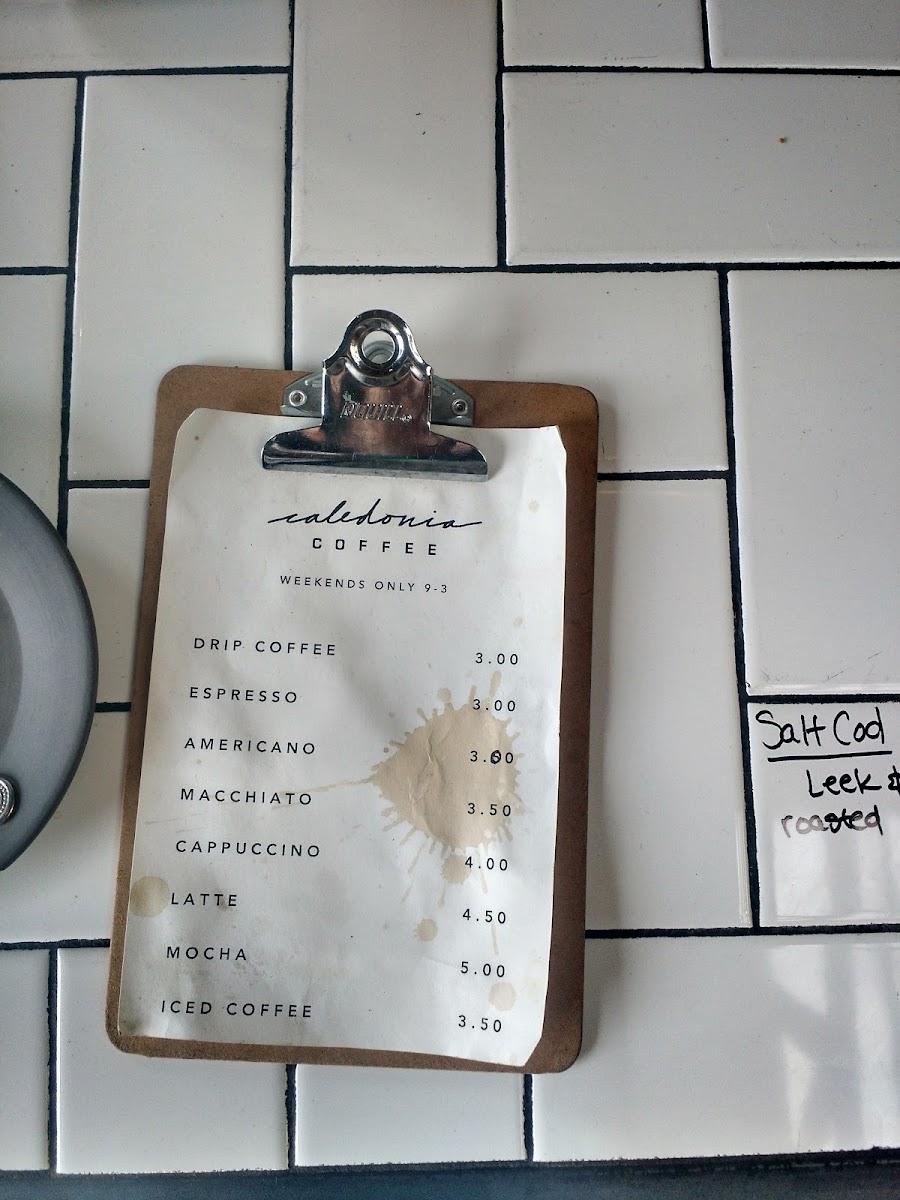 caledonia
COFFEE
WEEKENDS ONLY 9-3
DRIP COFFEE 3.00
ESPRESSO 3.00
AMERICANO 3.00
MACCHIATO 3.50
CAPPUCCINO 4.00
LATTE 4.50
MOCHA 5.00
ICED COFFEE 3.50
Salt Cod
Leek &
roasted